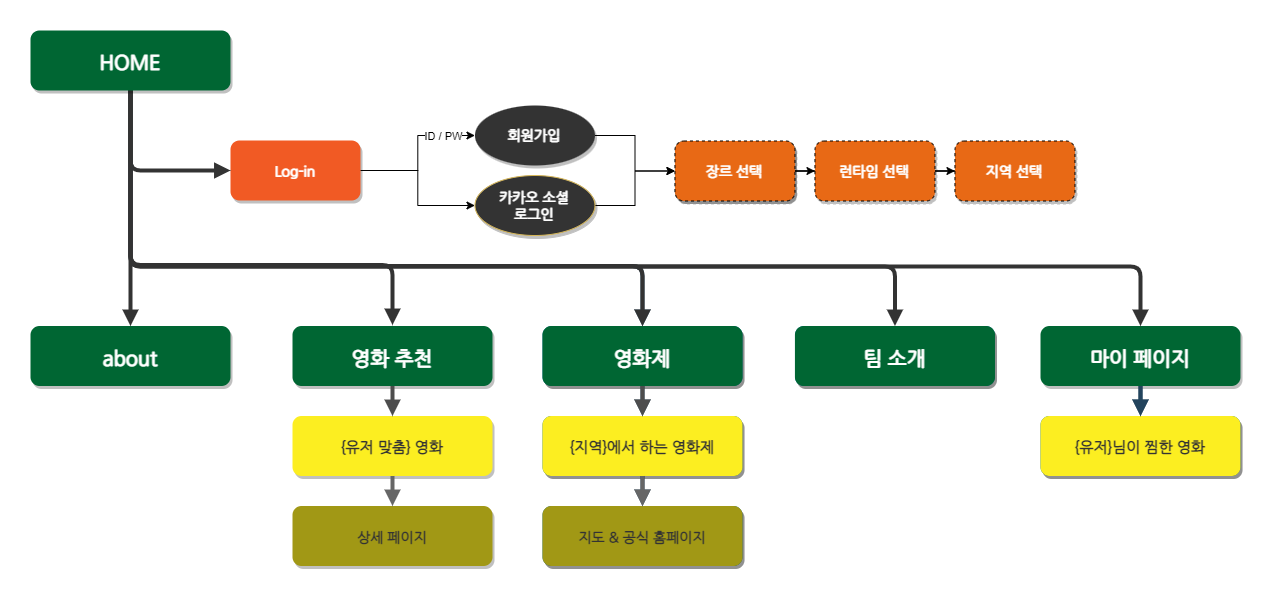 HOME
Log-in
ID / PW
회원가입
카카오 소셜
로그인
장르 선택
런타임 선택
지역 선택
about
영화 추천
영화제
팀 소개
마이 페이지
{유저 맞춤} 영화
{지역}에서 하는 영화제
{유저}님이 찜한 영화
상세 페이지
지도 & 공식 홈페이지